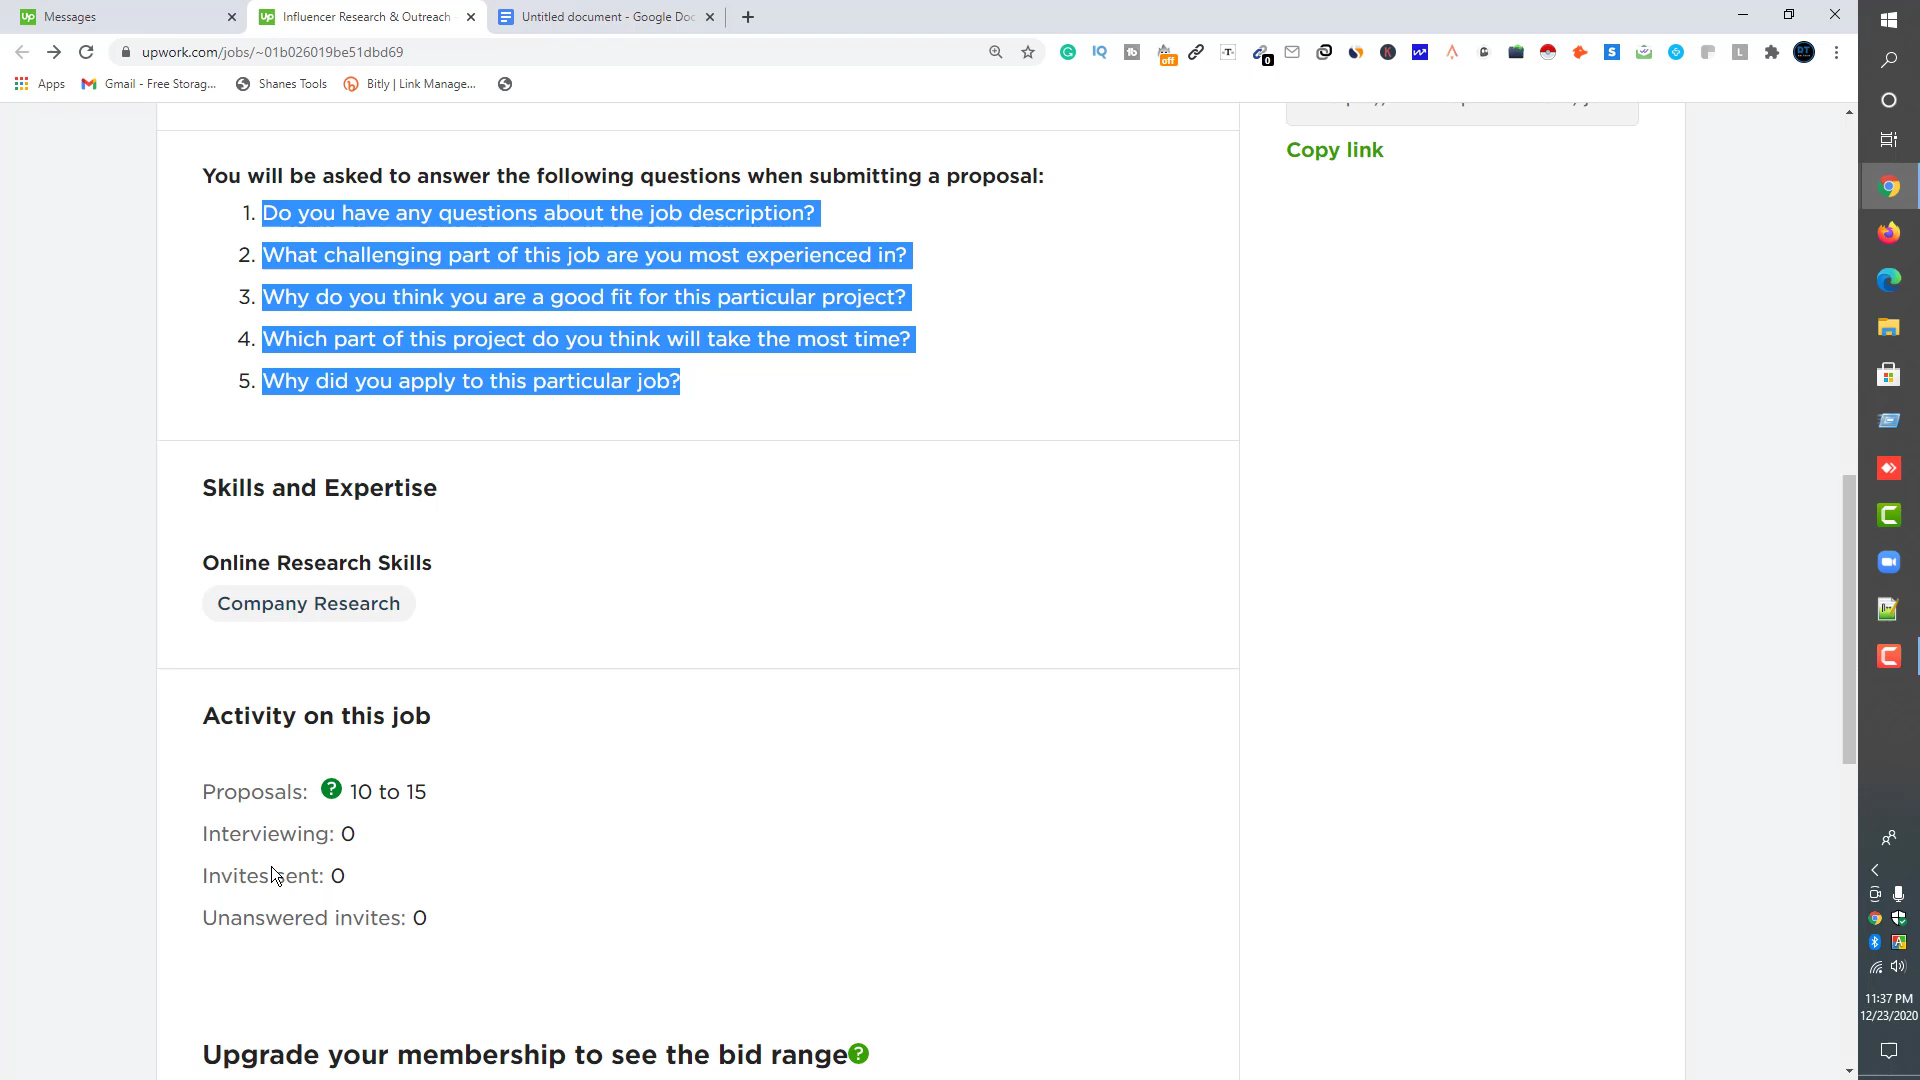 Messages
Influencer Research & Outreach
Untitled document - Google Doc
upwork.com/jobs/~01b026019be51dbd69
off
0
Apps
Gmail - Free Storag...
Shanes Tools
Bitly | Link Manage...
Copy link
You will be asked to answer the following questions when submitting a proposal:
1. Do you have any questions about the job description?
2. What challenging part of this job are you most experienced in?
3. Why do you think you are a good fit for this particular project?
4. Which part of this project do you think will take the most time?
5. Why did you apply to this particular job?
Skills and Expertise
Online Research Skills
Company Research
Activity on this job
Proposals: ? 10 to 15
Interviewing: 0
Invites sent: 0
Unanswered invites: 0
Upgrade your membership to see the bid range ?
11:37 PM
12/23/2020